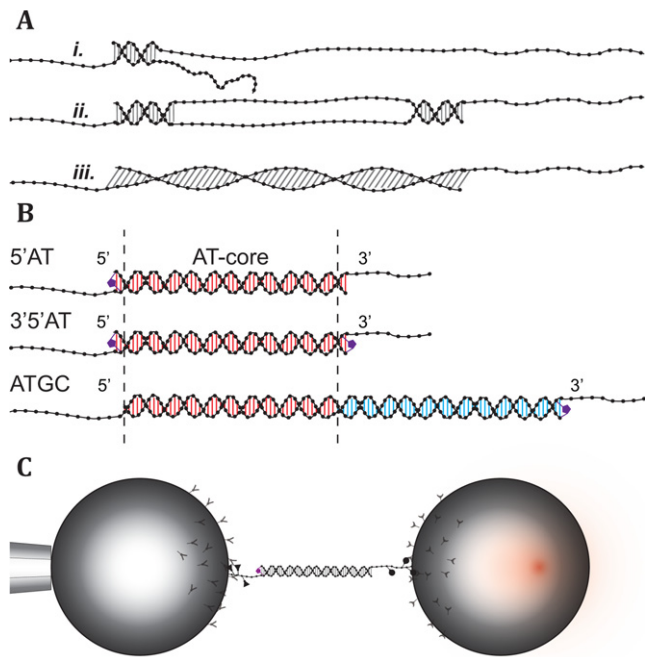 A
i.
ii.
iii.
B
5'AT 5' AT-core 3'
3'5'AT 5' 3'
ATGC 5' 3'
C